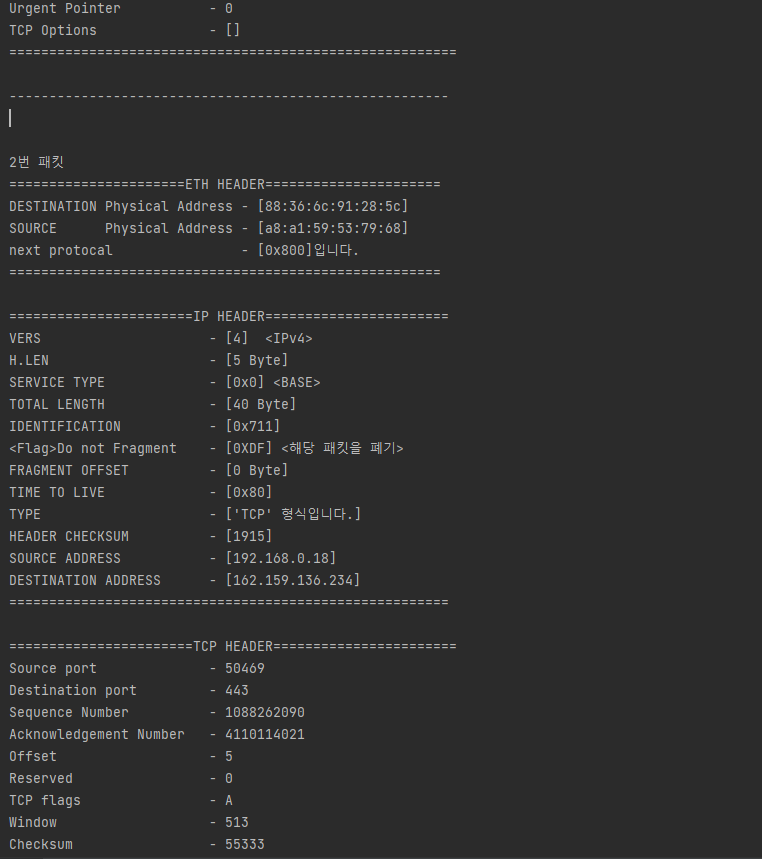 Urgent Pointer           - 0
TCP Options              - []
========================================================

-------------------------------------------------------

2번 패킷
======================ETH HEADER======================
DESTINATION Physical Address - [88:36:6c:91:28:5c]
SOURCE      Physical Address - [a8:a1:59:53:79:68]
next protocal                - [0x800]입니다.
======================================================

=======================IP HEADER=======================
VERS                     - [4]  <IPv4>
H.LEN                    - [5 Byte]
SERVICE TYPE             - [0x0] <BASE>
TOTAL LENGTH             - [40 Byte]
IDENTIFICATION           - [0x711]
<Flag>Do not Fragment    - [0XDF] <해당 패킷을 폐기>
FRAGMENT OFFSET          - [0 Byte]
TIME TO LIVE             - [0x80]
TYPE                     - ['TCP' 형식입니다.]
HEADER CHECKSUM          - [1915]
SOURCE ADDRESS           - [192.168.0.18]
DESTINATION ADDRESS      - [162.159.136.234]
=======================================================

=======================TCP HEADER=======================
Source port              - 50469
Destination port         - 443
Sequence Number          - 1088262090
Acknowledgement Number   - 4110114021
Offset                   - 5
Reserved                 - 0
TCP flags                - A
Window                   - 513
Checksum                 - 55333